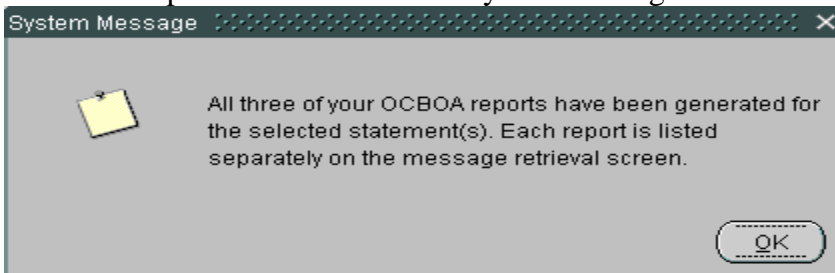 System Message
All three of your OCBOA reports have been generated for
the selected statement(s). Each report is listed
separately on the message retrieval screen.
OK